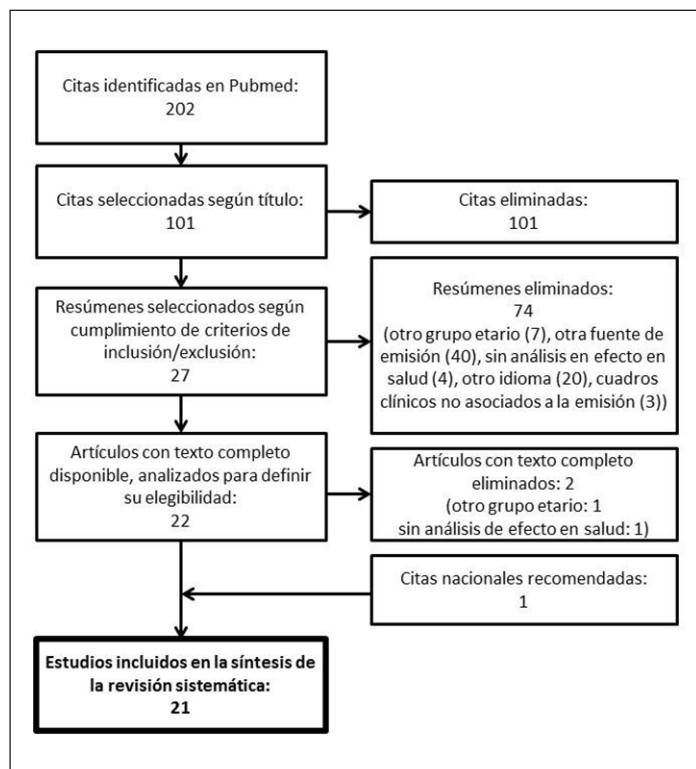 Citas identificadas en Pubmed:
202
Citas seleccionadas según título:
101
Citas eliminadas:
101
Resúmenes seleccionados según
cumplimiento de criterios de
inclusión/exclusión:
27
Resúmenes eliminados:
74
(otro grupo etario (7), otra fuente de
emisión (40), sin análisis en efecto en
salud (4), otro idioma (20), cuadros
clínicos no asociados a la emisión (3))
Artículos con texto completo
disponible, analizados para definir
su elegibilidad:
22
Artículos con texto completo
eliminados: 2
(otro grupo etario: 1
sin análisis de efecto en salud: 1)
Citas nacionales recomendadas:
1
Estudios incluidos en la síntesis de
la revisión sistemática:
21